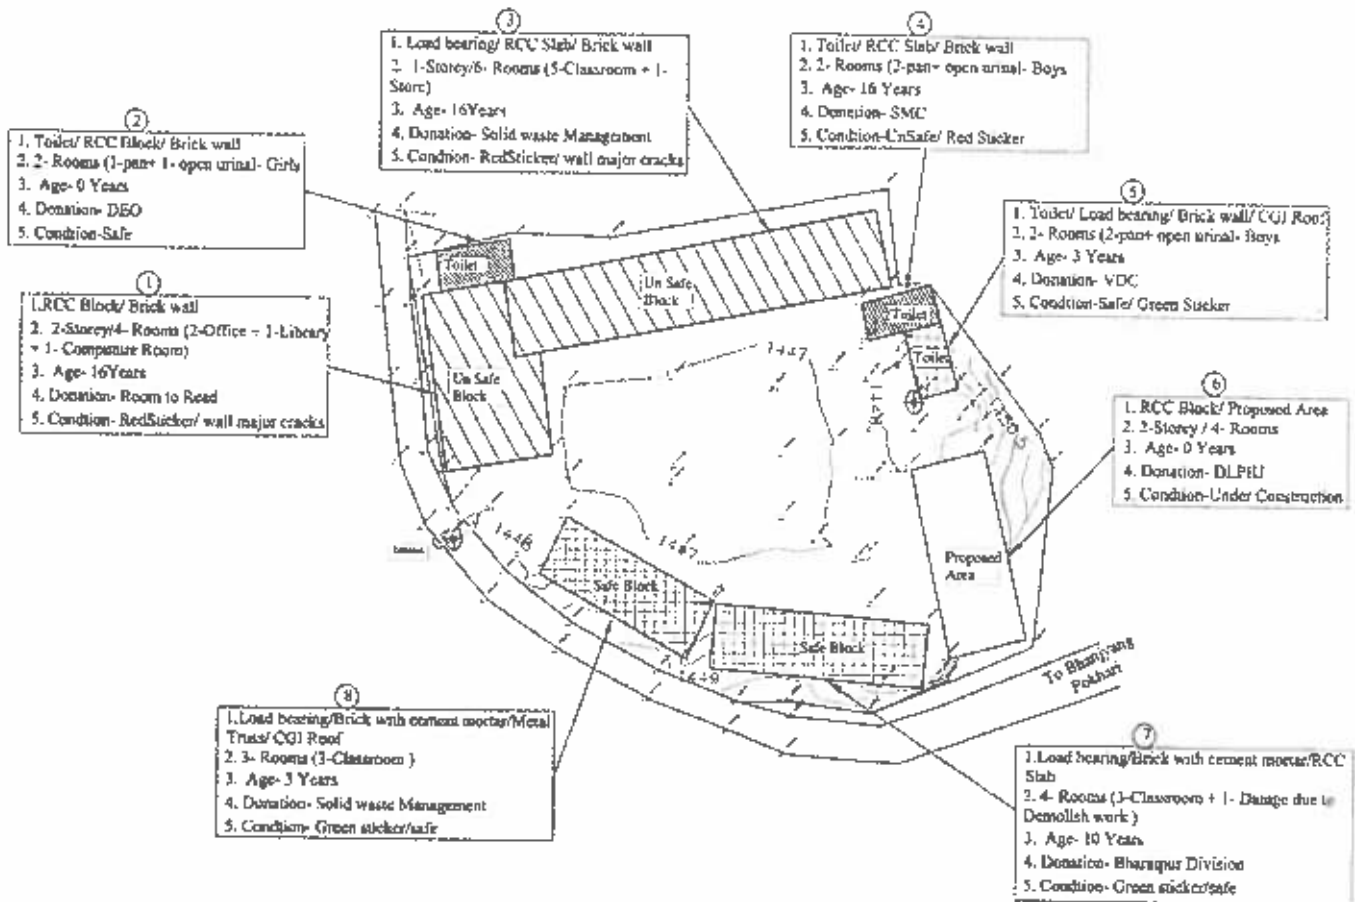 3
1. Load bearing/ RCC Slab/ Brick wall
2. 1-Storey/6- Rooms (5-Classroom + 1-
Store)
3. Age- 16Years
4. Donation- Solid waste Management
5. Condtion- RedSticker/ wall major cracks
4
1. Toilet/ RCC Slab/ Brick wall
2. 2- Rooms (2-pan+ open urinal- Boys
3. Age- 16 Years
4. Donation- SMC
5. Condtion-UnSafe/ Red Sticker
2
1. Toilet/ RCC Block/ Brick wall
2. 2- Rooms (1-pan+ 1- open urinal- Girls
3. Age- 0 Years
4. Donation- DEO
5. Condtion-Safe
5
1. Toilet/ Load bearing/ Brick wall/ CGI Roof
2. 2- Rooms (2-pan+ open urinal- Boys
3. Age- 3 Years
4. Donation- VDC
5. Condtion-Safe/ Green Sticker
1
1.RCC Block/ Brick wall
2. 2-Storey/4- Rooms (2-Office + 1-Library
+ 1- Computure Room)
3. Age- 16Years
4. Donation- Room to Read
5. Condtion- RedSticker/ wall major cracks
6
1. RCC Block/ Proposed Area
2. 2-Storey / 4- Rooms
3. Age- 0 Years
4. Donation- DLPIU
5. Condtion-Under Construction
Toilet
Un Safe
Block
Toilet
Toilet
Un Safe
Block
1447
1448
1447
Safe Block
Proposed
Area
Safe Block
1449
To Bhanjyang
Pokhari
8
1.Load bearing/Brick with cement mortar/Metal
Truss/ CGI Roof
2. 3- Rooms (3-Classroom )
3. Age- 3 Years
4. Donation- Solid waste Management
5. Condtion- Green sticker/safe
7
1.Load bearing/Brick with cement mortar/RCC
Slab
2. 4- Rooms (3-Classroom + 1- Damage due to
Demolish work )
3. Age- 10 Years
4. Donation- Bharatpur Division
5. Condtion- Green sticker/safe